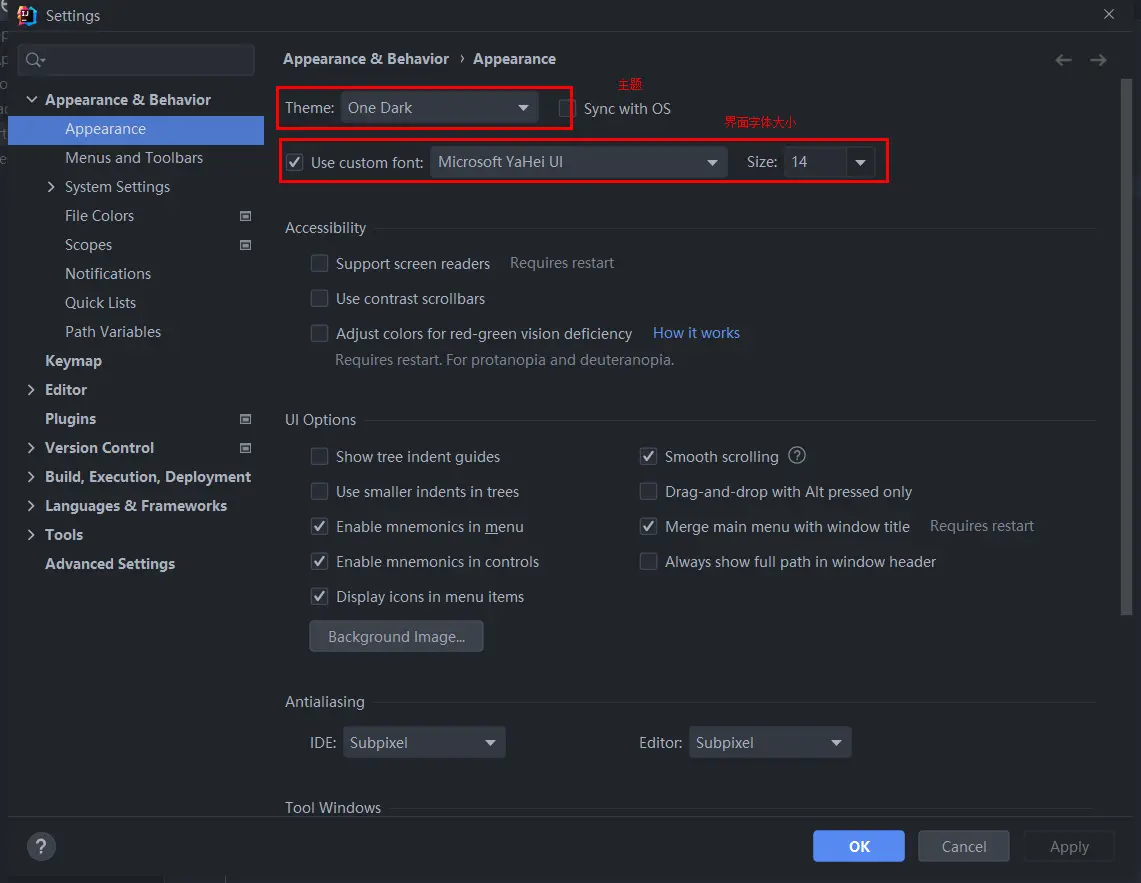 Settings
Appearance & Behavior › Appearance
Appearance & Behavior
Appearance
Menus and Toolbars
System Settings
File Colors
Scopes
Notifications
Quick Lists
Path Variables
Keymap
Editor
Plugins
Version Control
Build, Execution, Deployment
Languages & Frameworks
Tools
Advanced Settings
主题
Theme: One Dark Sync with OS
界面字体大小
Use custom font: Microsoft YaHei UI Size: 14
Accessibility
Support screen readers Requires restart
Use contrast scrollbars
Adjust colors for red-green vision deficiency How it works
Requires restart. For protanopia and deuteranopia.
UI Options
Show tree indent guides
Smooth scrolling ?
Use smaller indents in trees
Drag-and-drop with Alt pressed only
Enable mnemonics in menu
Merge main menu with window title Requires restart
Enable mnemonics in controls
Always show full path in window header
Display icons in menu items
Background Image...
Antialiasing
IDE: Subpixel
Editor: Subpixel
Tool Windows
?
OK
Cancel
Apply